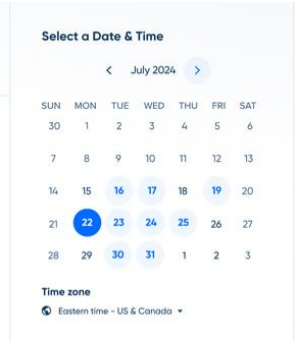 Select a Date & Time
July 2024
SUN MON TUE WED THU FRI SAT
30 1 2 3 4 5 6
7 8 9 10 11 12 13
14 15 16 17 18 19 20
21 22 23 24 25 26 27
28 29 30 31 1 2 3
Time zone
Eastern time - US & Canada